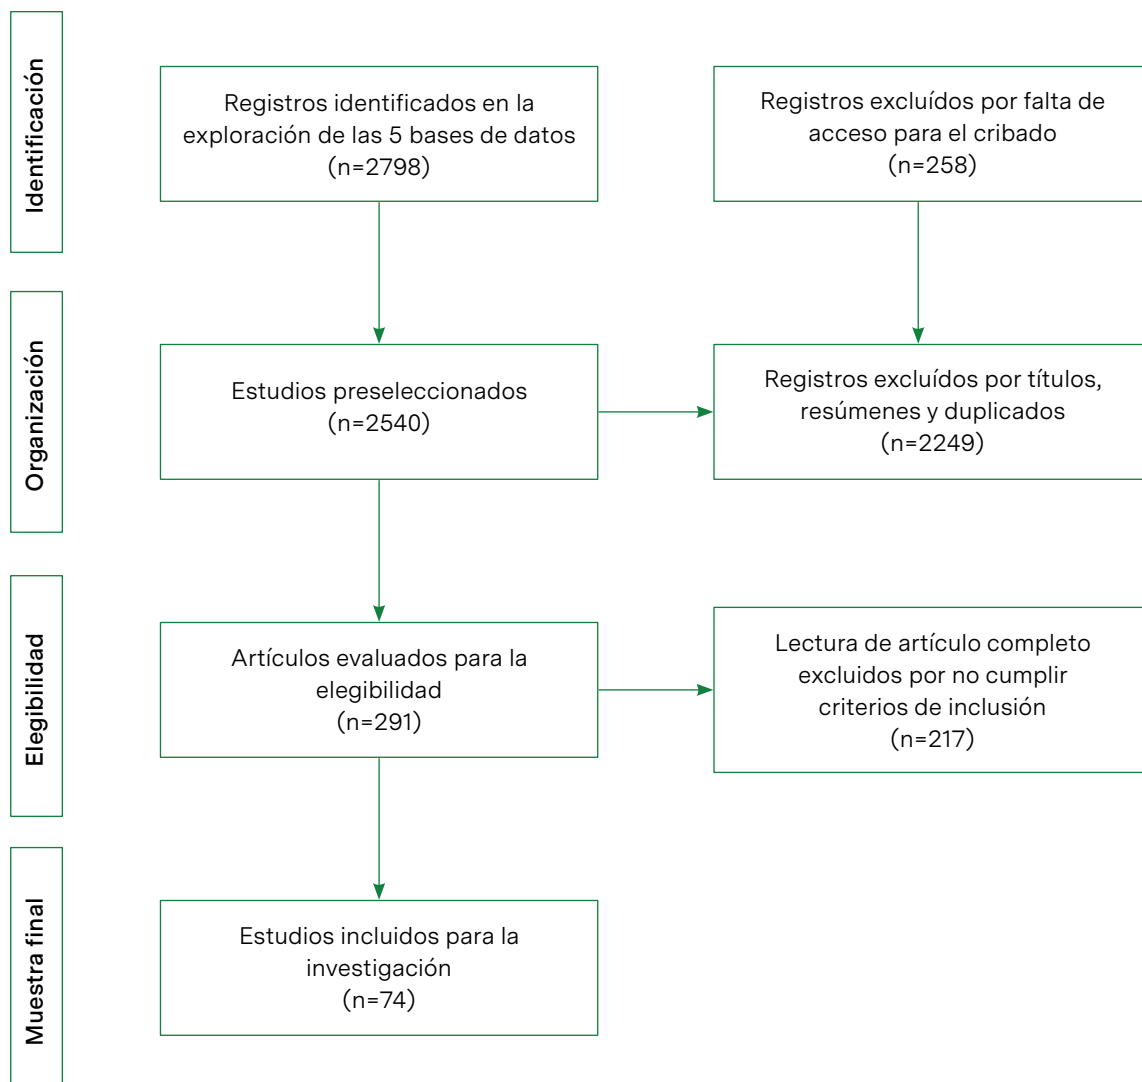 Identificación
Registros identificados en la
exploración de las 5 bases de datos
(n=2798)
Registros excluídos por falta de
acceso para el cribado
(n=258)
Organización
Estudios preseleccionados
(n=2540)
Registros excluídos por títulos,
resúmenes y duplicados
(n=2249)
Elegibilidad
Artículos evaluados para la
elegibilidad
(n=291)
Lectura de artículo completo
excluidos por no cumplir
criterios de inclusión
(n=217)
Muestra final
Estudios incluidos para la
investigación
(n=74)